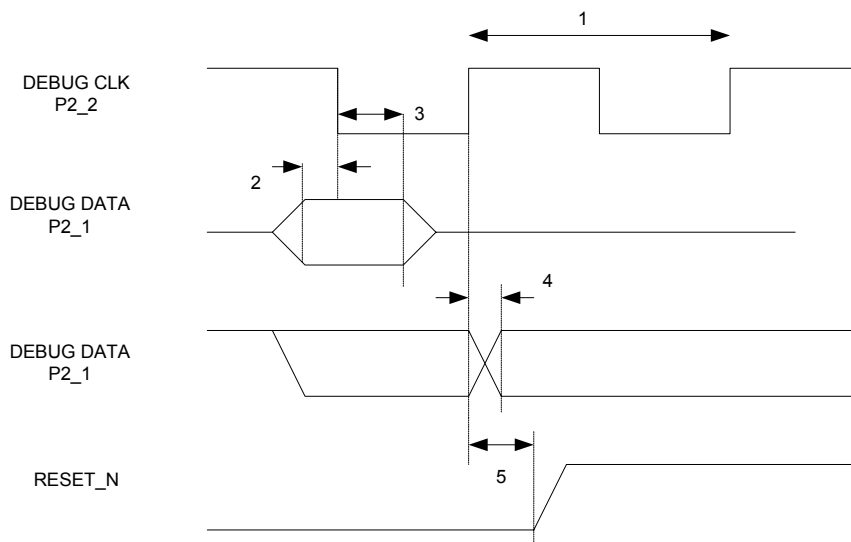 1
DEBUG CLK
P2_2
3
2
DEBUG DATA
P2_1
4
DEBUG DATA
P2_1
5
RESET_N